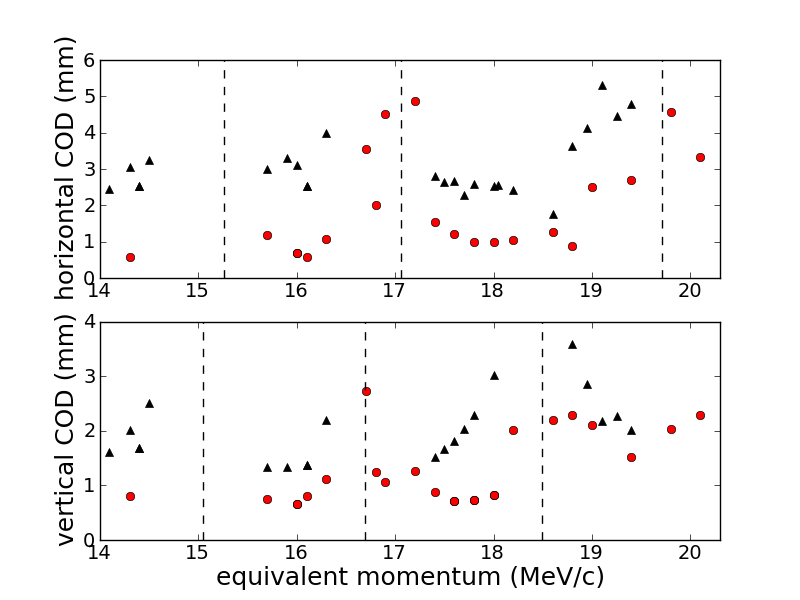 horizontal COD (mm)
6
5
4
3
2
1
0
14 15 16 17 18 19 20
vertical COD (mm)
4
3
2
1
0
14 15 16 17 18 19 20
equivalent momentum (MeV/c)